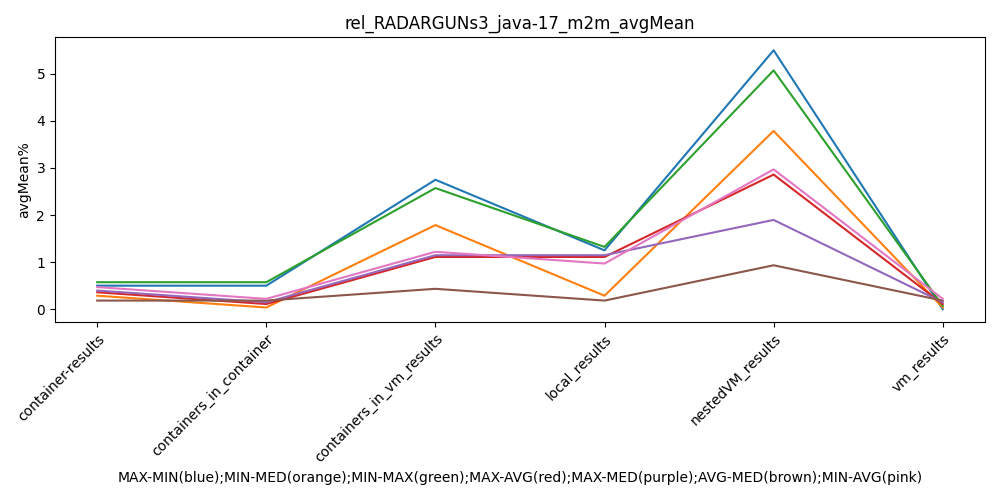 rel_RADARGUNs3_java-17_m2m_avgMean
avgMean%
5
4
3
2
1
0
container-results
containers_in_container
containers_in_vm_results
local_results
nestedVM_results
vm_results
MAX-MIN(blue);MIN-MED(orange);MIN-MAX(green);MAX-AVG(red);MAX-MED(purple);AVG-MED(brown);MIN-AVG(pink)